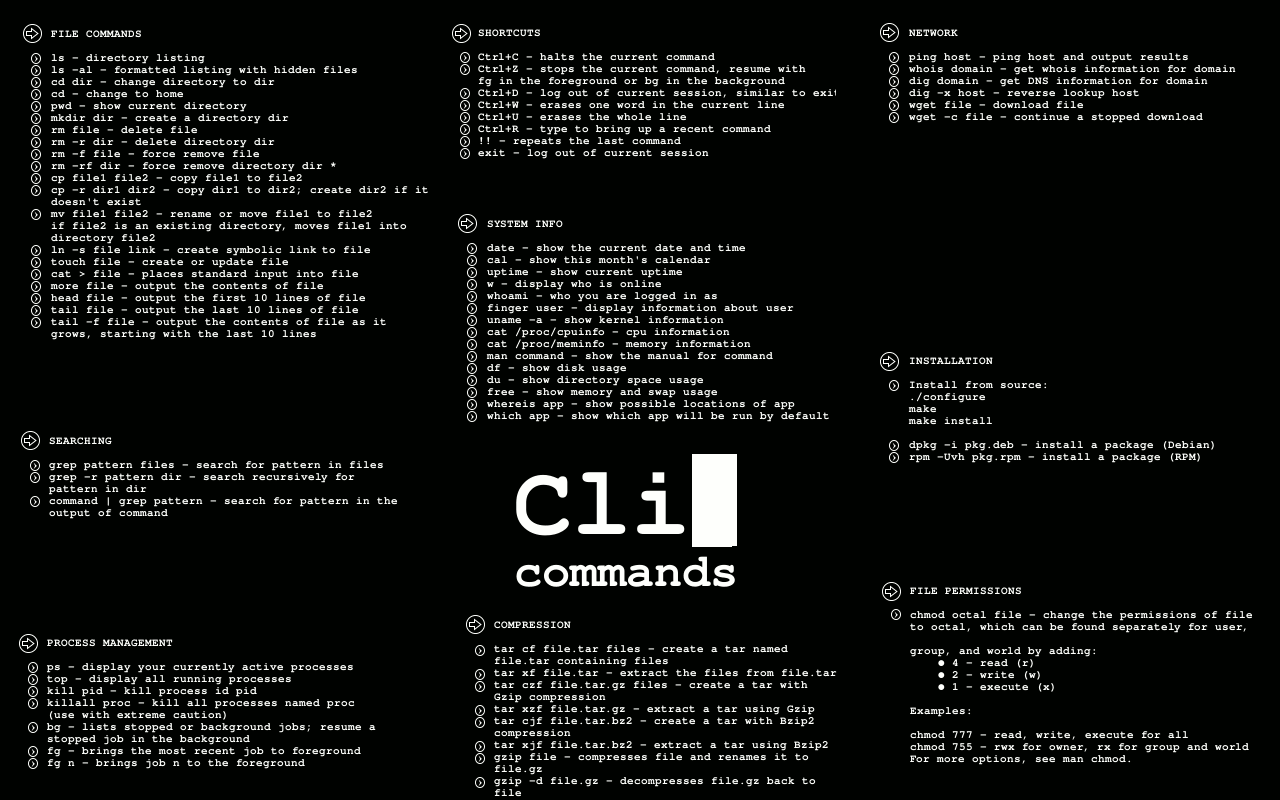 FILE COMMANDS
ls - directory listing
ls -al - formatted listing with hidden files
cd dir - change directory to dir
cd - change to home
pwd - show current directory
mkdir dir - create a directory dir
rm file - delete file
rm -r dir - delete directory dir
rm -f file - force remove file
rm -rf dir - force remove directory dir *
cp file1 file2 - copy file1 to file2
cp -r dir1 dir2 - copy dir1 to dir2; create dir2 if it
doesn't exist
mv file1 file2 - rename or move file1 to file2
if file2 is an existing directory, moves file1 into
directory file2
ln -s file link - create symbolic link to file
touch file - create or update file
cat > file - places standard input into file
more file - output the contents of file
head file - output the first 10 lines of file
tail file - output the last 10 lines of file
tail -f file - output the contents of file as it
grows, starting with the last 10 lines
SEARCHING
grep pattern files - search for pattern in files
grep -r pattern dir - search recursively for
pattern in dir
command | grep pattern - search for pattern in the
output of command
PROCESS MANAGEMENT
ps - display your currently active processes
top - display all running processes
kill pid - kill process id pid
killall proc - kill all processes named proc
(use with extreme caution)
bg - lists stopped or background jobs; resume a
stopped job in the background
fg - brings the most recent job to foreground
fg n - brings job n to the foreground
SHORTCUTS
Ctrl+C - halts the current command
Ctrl+Z - stops the current command, resume with
fg in the foreground or bg in the background
Ctrl+D - log out of current session, similar to exit
Ctrl+W - erases one word in the current line
Ctrl+U - erases the whole line
Ctrl+R - type to bring up a recent command
!! - repeats the last command
exit - log out of current session
SYSTEM INFO
date - show the current date and time
cal - show this month's calendar
uptime - show current uptime
w - display who is online
whoami - who you are logged in as
finger user - display information about user
uname -a - show kernel information
cat /proc/cpuinfo - cpu information
cat /proc/meminfo - memory information
man command - show the manual for command
df - show disk usage
du - show directory space usage
free - show memory and swap usage
whereis app - show possible locations of app
which app - show which app will be run by default
Cli
commands
COMPRESSION
tar cf file.tar files - create a tar named
file.tar containing files
tar xf file.tar - extract the files from file.tar
tar czf file.tar.gz files - create a tar with
Gzip compression
tar xzf file.tar.gz - extract a tar using Gzip
tar cjf file.tar.bz2 - create a tar with Bzip2
compression
tar xjf file.tar.bz2 - extract a tar using Bzip2
gzip file - compresses file and renames it to
file.gz
gzip -d file.gz - decompresses file.gz back to
file
NETWORK
ping host - ping host and output results
whois domain - get whois information for domain
dig domain - get DNS information for domain
dig -x host - reverse lookup host
wget file - download file
wget -c file - continue a stopped download
INSTALLATION
Install from source:
./configure
make
make install
dpkg -i pkg.deb - install a package (Debian)
rpm -Uvh pkg.rpm - install a package (RPM)
FILE PERMISSIONS
chmod octal file - change the permissions of file
to octal, which can be found separately for user,
group, and world by adding:
● 4 - read (r)
● 2 - write (w)
● 1 - execute (x)
Examples:
chmod 777 - read, write, execute for all
chmod 755 - rwx for owner, rx for group and world
For more options, see man chmod.